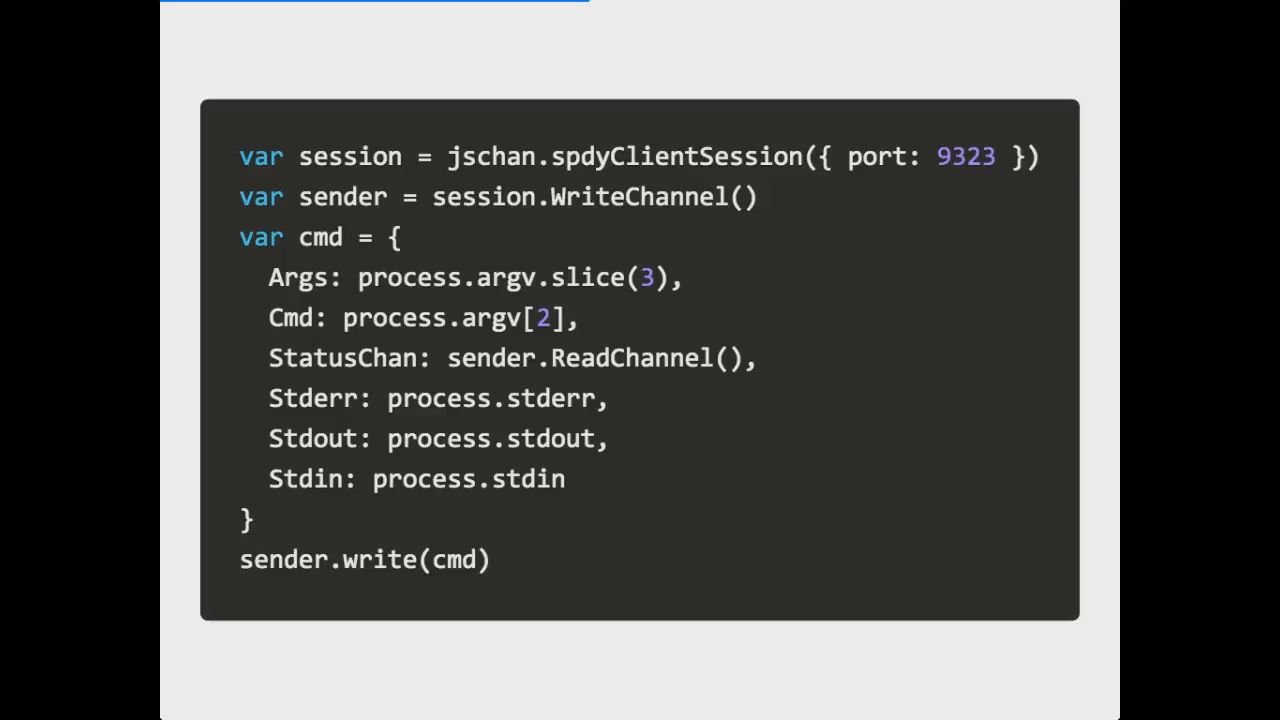 var session = jschan.spdyClientSession({ port: 9323 })
var sender = session.WriteChannel()
var cmd = {
  Args: process.argv.slice(3),
  Cmd: process.argv[2],
  StatusChan: sender.ReadChannel(),
  Stderr: process.stderr,
  Stdout: process.stdout,
  Stdin: process.stdin
}
sender.write(cmd)